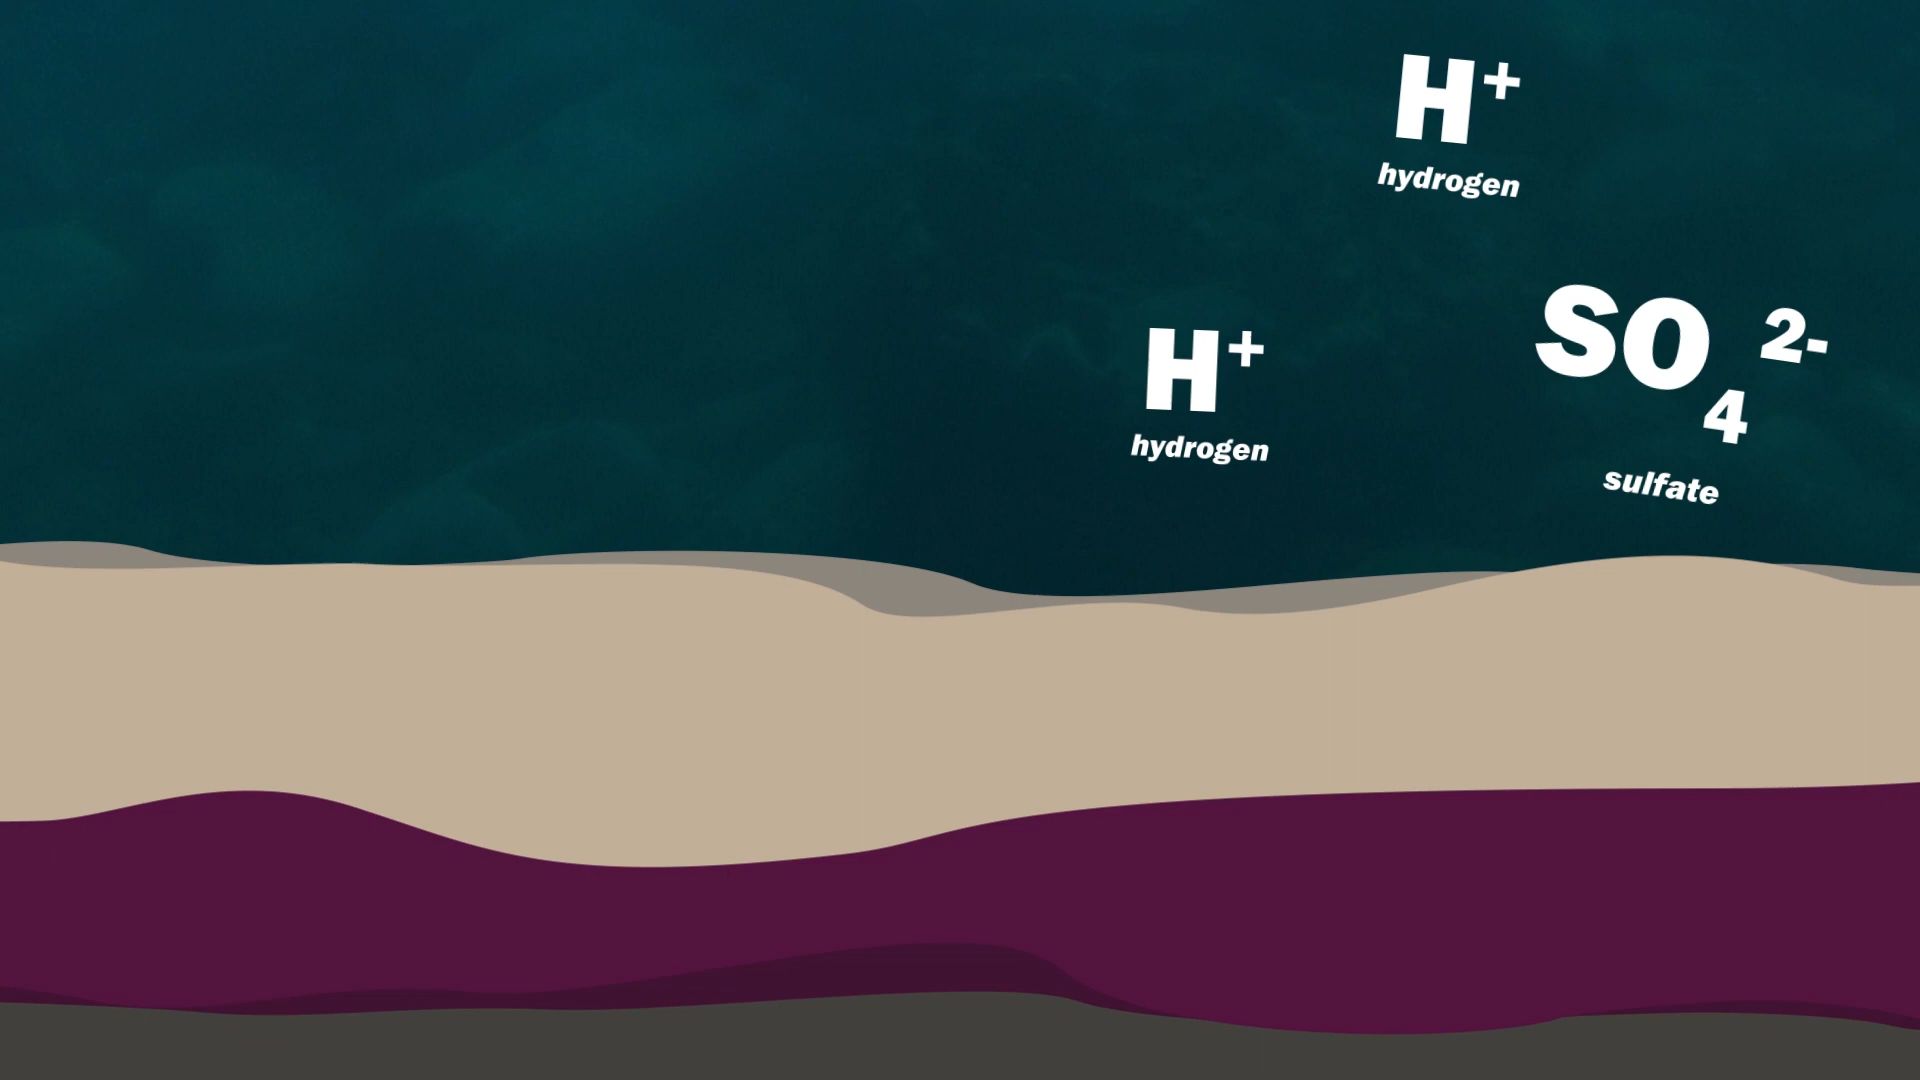 H⁺
hydrogen
H⁺
hydrogen
SO₄²⁻
sulfate